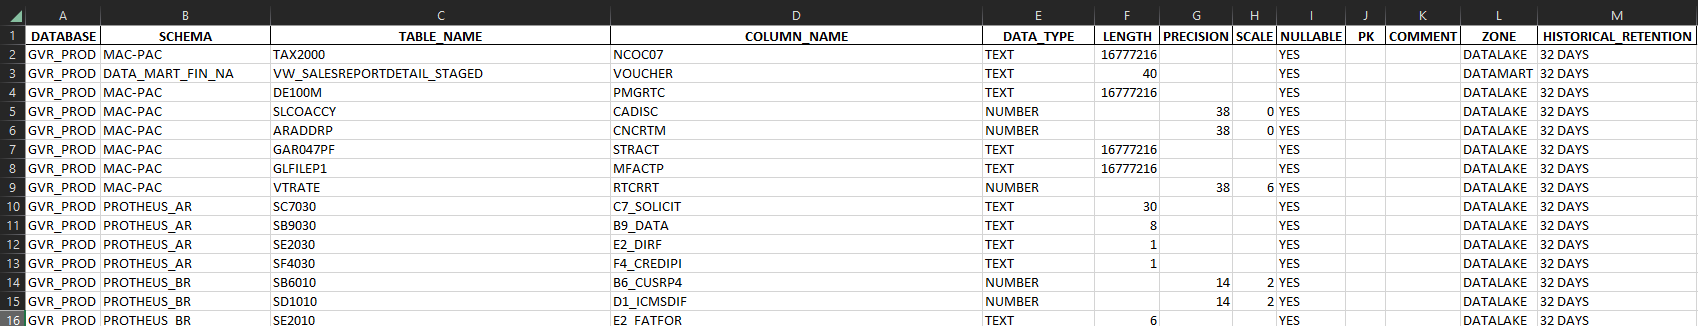 A B C D E F G H I J K L M
1 DATABASE SCHEMA TABLE_NAME COLUMN_NAME DATA_TYPE LENGTH PRECISION SCALE NULLABLE PK COMMENT ZONE HISTORICAL_RETENTION
2 GVR_PROD MAC-PAC TAX2000 NCOC07 TEXT 16777216 YES DATALAKE 32 DAYS
3 GVR_PROD DATA_MART_FIN_NA VW_SALESREPORTDETAIL_STAGED VOUCHER TEXT 40 YES DATAMART 32 DAYS
4 GVR_PROD MAC-PAC DE100M PMGRTC TEXT 16777216 YES DATALAKE 32 DAYS
5 GVR_PROD MAC-PAC SLCOACCY CADISC NUMBER 38 0 YES DATALAKE 32 DAYS
6 GVR_PROD MAC-PAC ARADDRP CNCRTM NUMBER 38 0 YES DATALAKE 32 DAYS
7 GVR_PROD MAC-PAC GAR047PF STRACT TEXT 16777216 YES DATALAKE 32 DAYS
8 GVR_PROD MAC-PAC GLFILEP1 MFACTP TEXT 16777216 YES DATALAKE 32 DAYS
9 GVR_PROD MAC-PAC VTRATE RTCRRT NUMBER 38 6 YES DATALAKE 32 DAYS
10 GVR_PROD PROTHEUS_AR SC7030 C7_SOLICIT TEXT 30 YES DATALAKE 32 DAYS
11 GVR_PROD PROTHEUS_AR SB9030 B9_DATA TEXT 8 YES DATALAKE 32 DAYS
12 GVR_PROD PROTHEUS_AR SE2030 E2_DIRF TEXT 1 YES DATALAKE 32 DAYS
13 GVR_PROD PROTHEUS_AR SF4030 F4_CREDIPI TEXT 1 YES DATALAKE 32 DAYS
14 GVR_PROD PROTHEUS_BR SB6010 B6_CUSRP4 NUMBER 14 2 YES DATALAKE 32 DAYS
15 GVR_PROD PROTHEUS_BR SD1010 D1_ICMSDIF NUMBER 14 2 YES DATALAKE 32 DAYS
16 GVR_PROD PROTHEUS_BR SE2010 E2_FATFOR TEXT 6 YES DATALAKE 32 DAYS